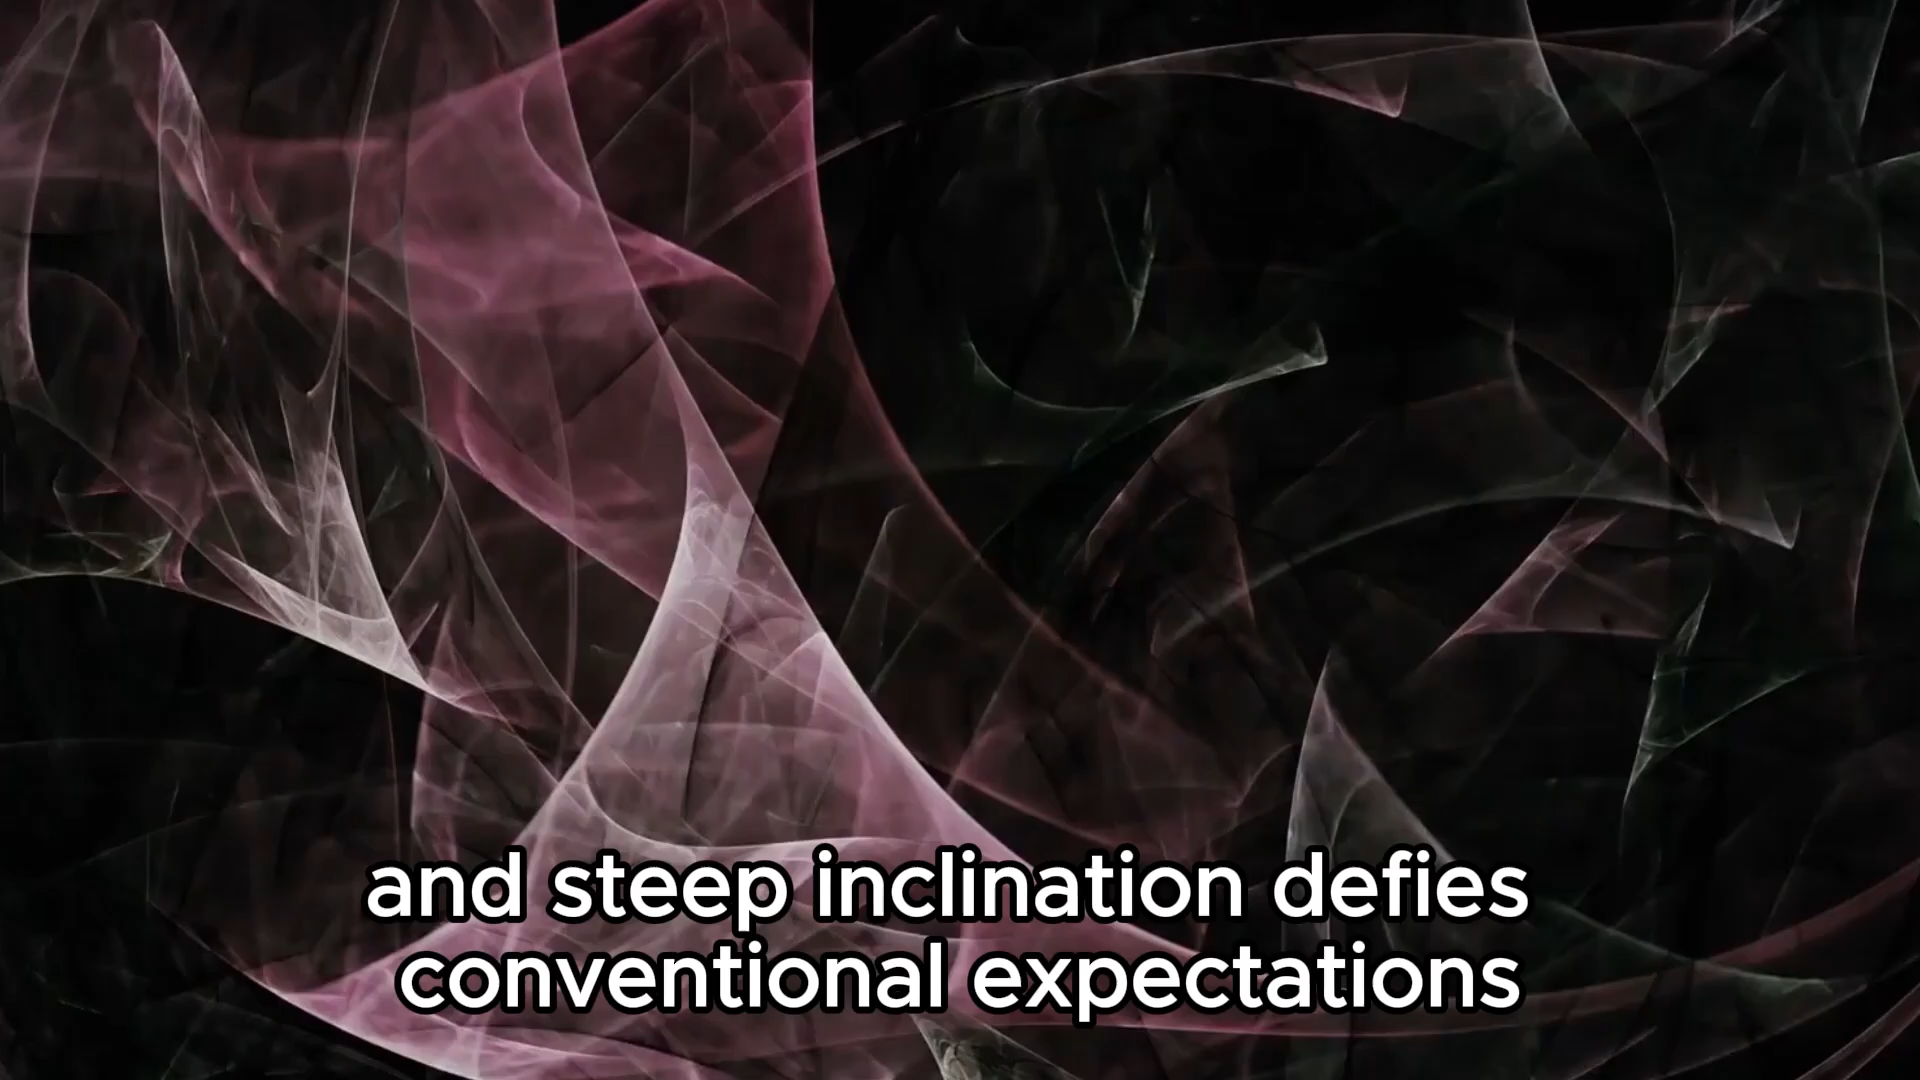 and steep inclination defies
conventional expectations